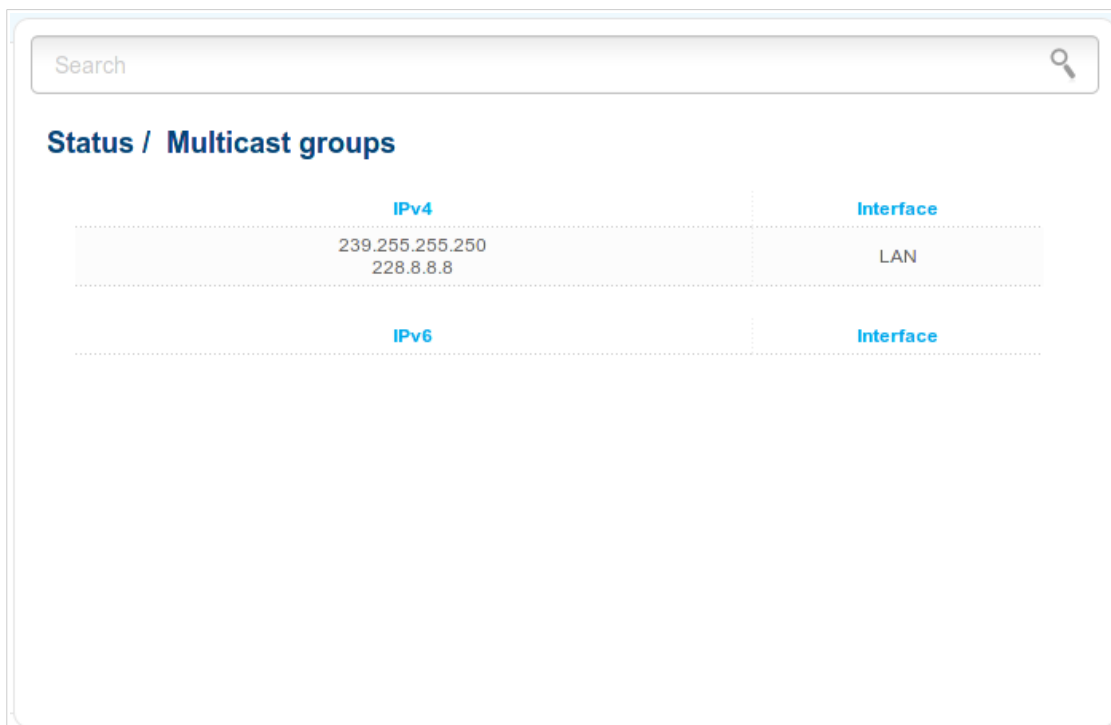 Search
Status / Multicast groups
IPv4 Interface
239.255.255.250
228.8.8.8
LAN
IPv6 Interface